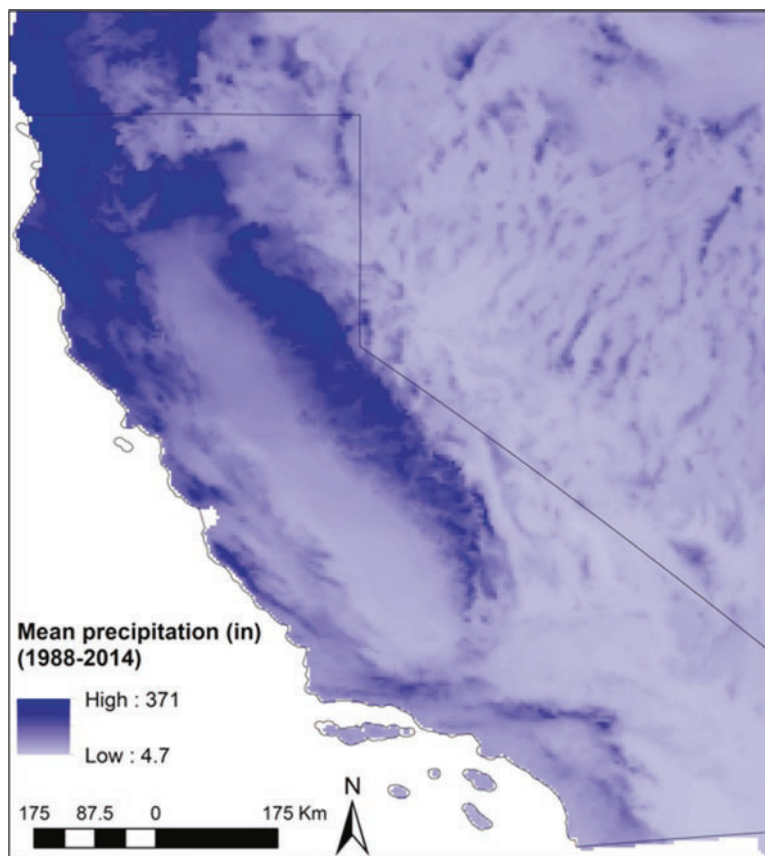 Mean precipitation (in)
(1988-2014)
High : 371
Low : 4.7
175 87.5 0 175 Km
N